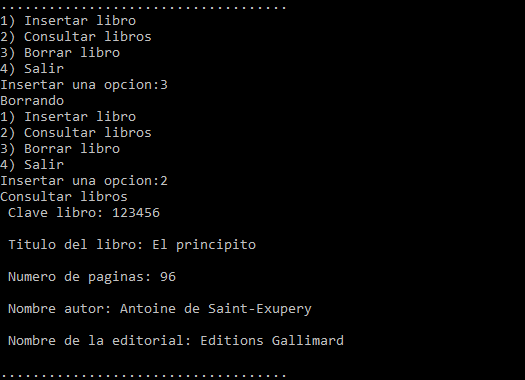 ....................................
1) Insertar libro
2) Consultar libros
3) Borrar libro
4) Salir
Insertar una opcion:3
Borrando
1) Insertar libro
2) Consultar libros
3) Borrar libro
4) Salir
Insertar una opcion:2
Consultar libros
Clave libro: 123456
Titulo del libro: El principito
Numero de paginas: 96
Nombre autor: Antoine de Saint-Exupery
Nombre de la editorial: Editions Gallimard
....................................